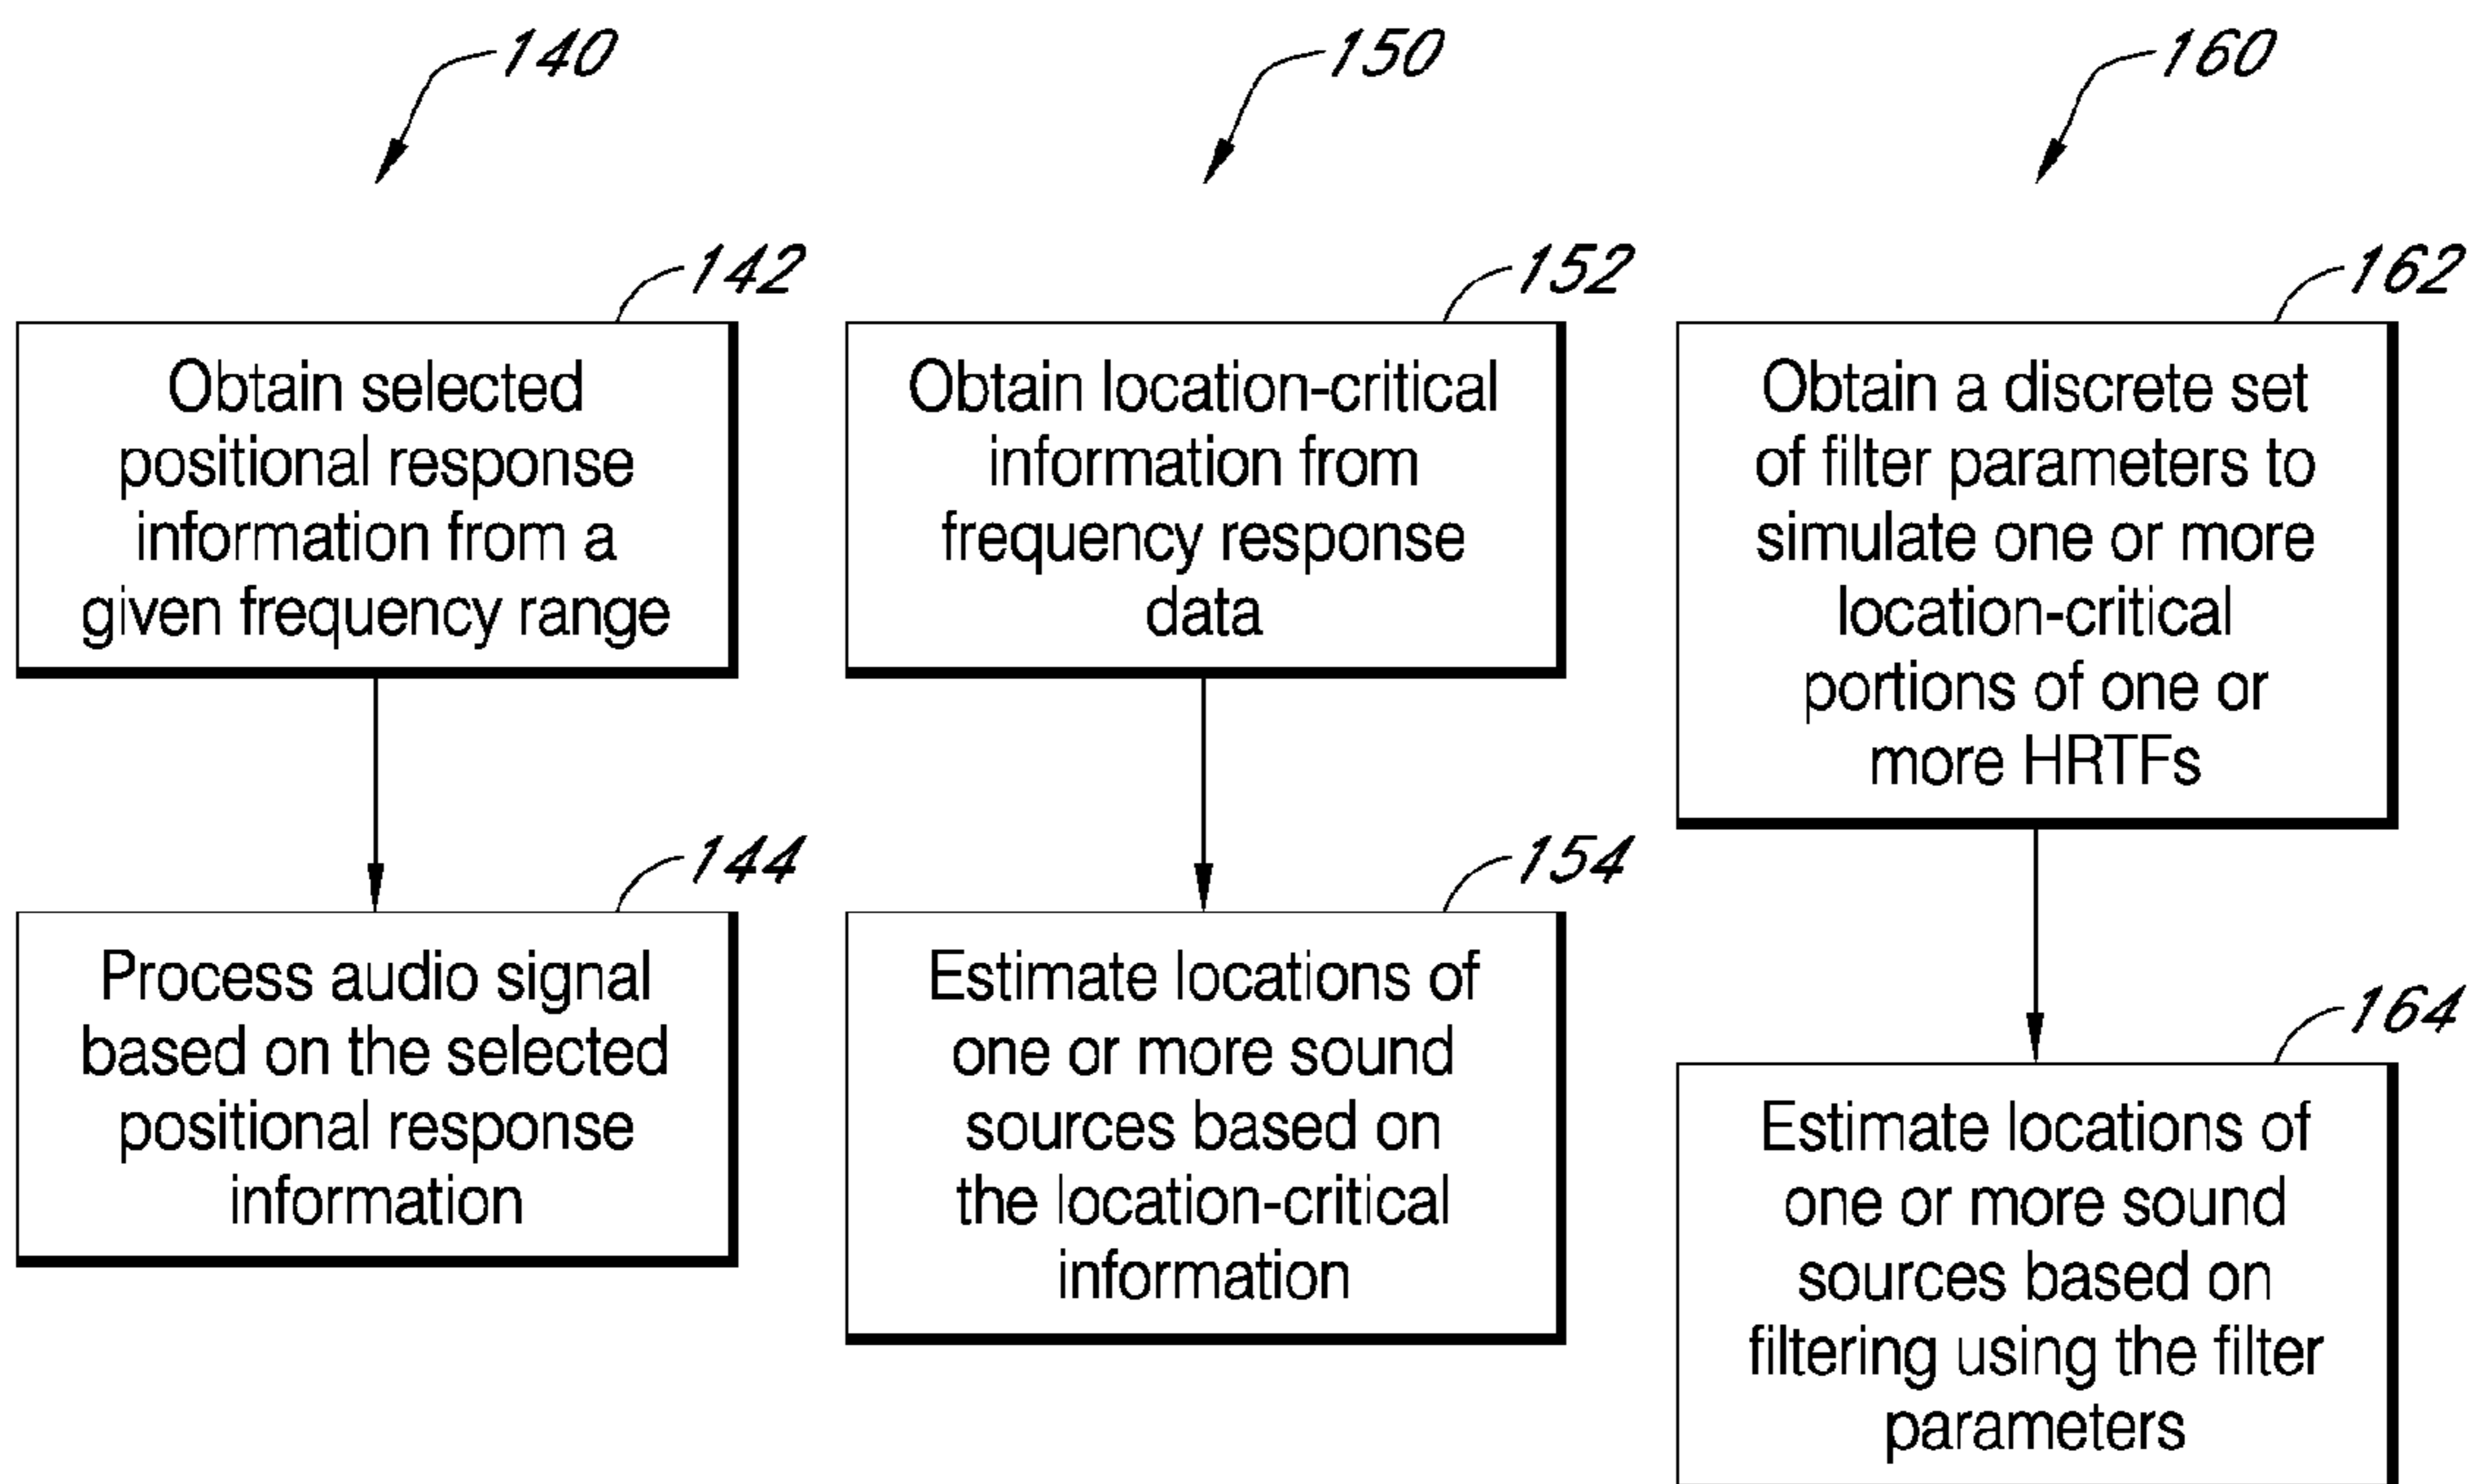 140
142
Obtain selected
positional response
information from a
given frequency range
144
Process audio signal
based on the selected
positional response
information
150
152
Obtain location-critical
information from
frequency response
data
154
Estimate locations of
one or more sound
sources based on
the location-critical
information
160
162
Obtain a discrete set
of filter parameters to
simulate one or more
location-critical
portions of one or
more HRTFs
164
Estimate locations of
one or more sound
sources based on
filtering using the filter
parameters